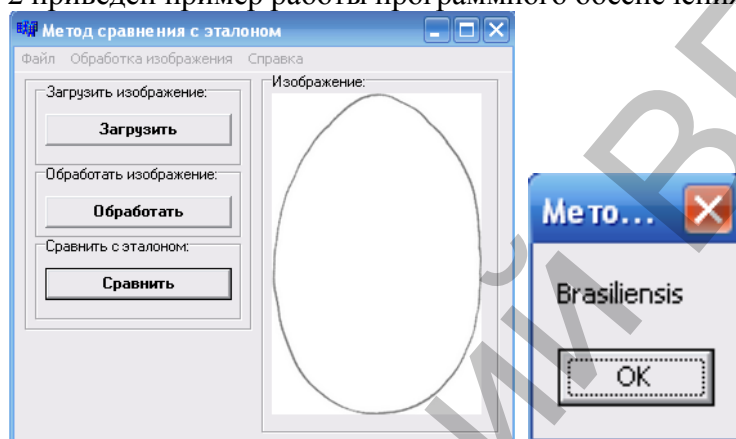 2 приведен пример работы программного обеспечения
Метод сравнения с эталоном
Файл Обработка изображения Справка
Загрузить изображение:
Загрузить
Обработать изображение:
Обработать
Сравнить с эталоном:
Сравнить
Изображение:
Мето...
Brasiliensis
OK